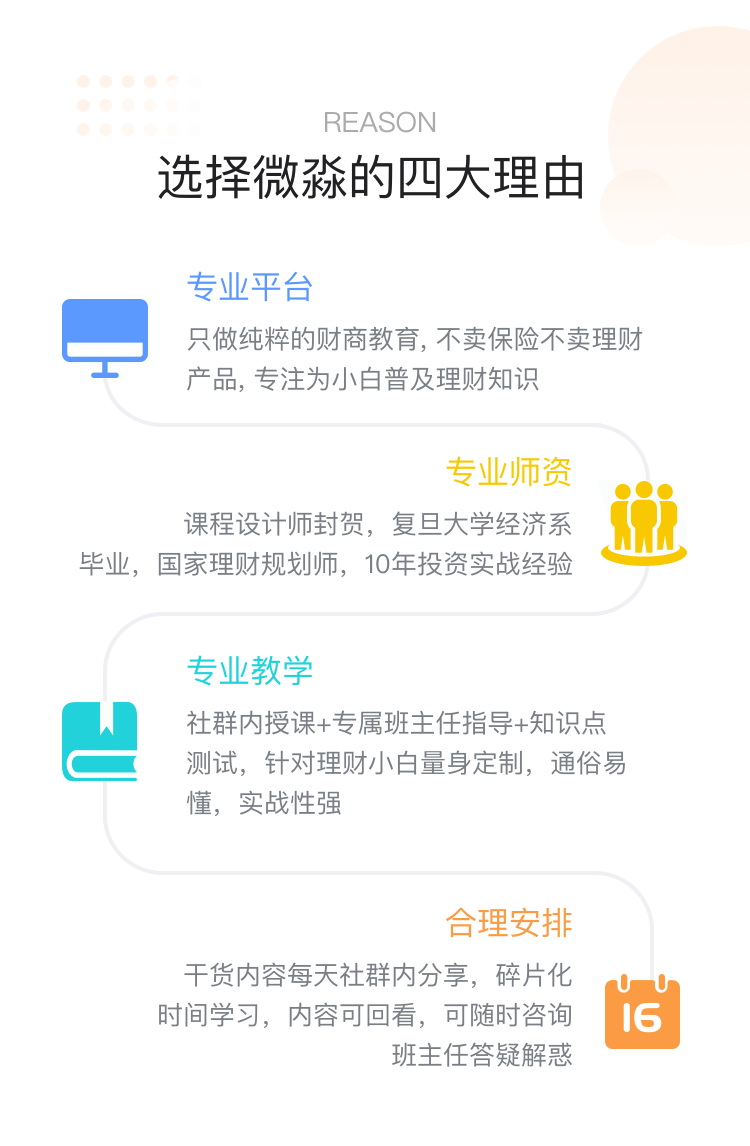 REASON
选择微淼的四大理由
专业平台
只做纯粹的财商教育, 不卖保险不卖理财
产品, 专注为小白普及理财知识
专业师资
课程设计师封贺，复旦大学经济系
毕业，国家理财规划师，10年投资实战经验
专业教学
社群内授课+专属班主任指导+知识点
测试，针对理财小白量身定制，通俗易
懂，实战性强
合理安排
干货内容每天社群内分享，碎片化
时间学习，内容可回看，可随时咨询
班主任答疑解惑
16